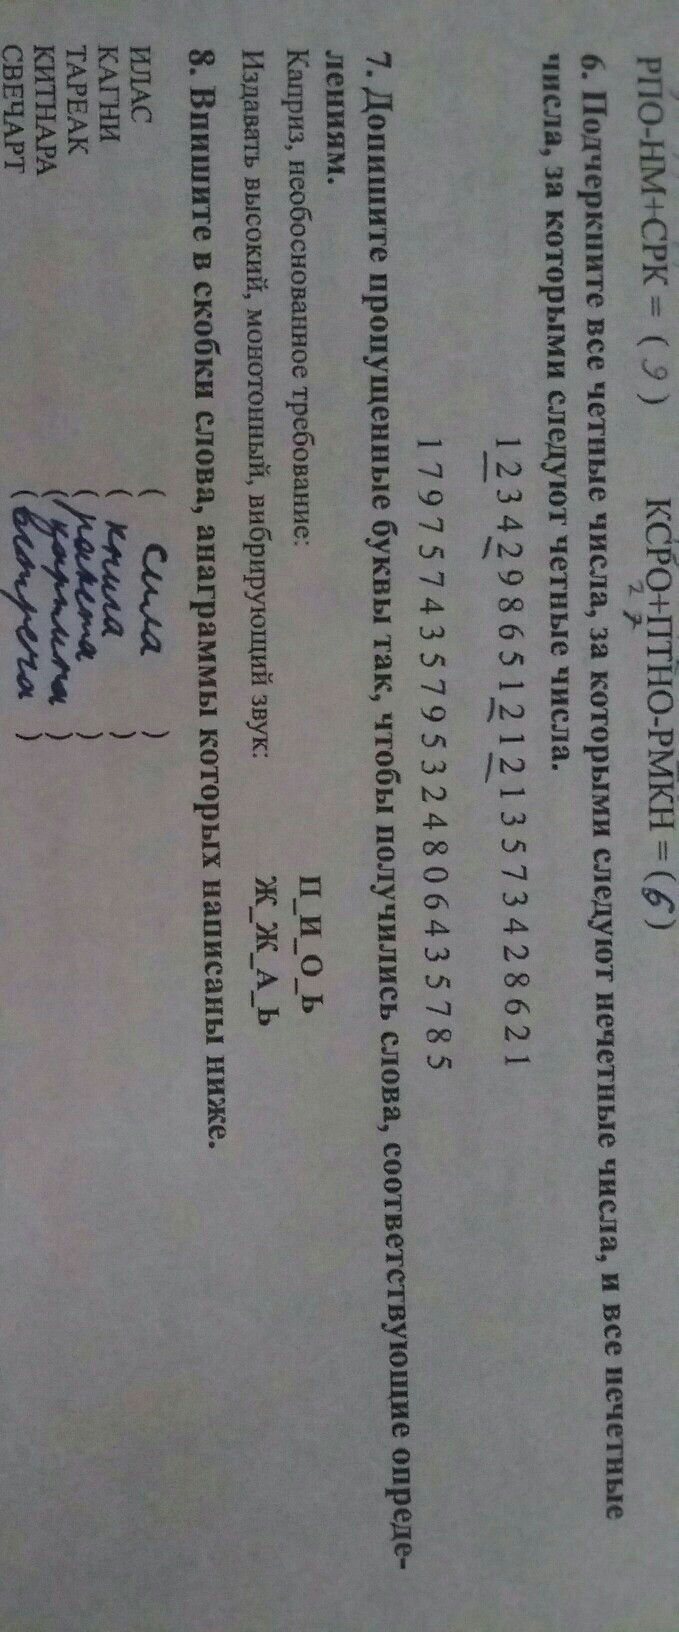 РПО-НМ+СРК = ( 9 ) КСРО+ПТНО-РМКН = ( 6 )
2 7
6. Подчеркните все четные числа, за которыми следуют нечетные числа, и все нечетные
числа, за которыми следуют четные числа.
1 2 3 4 2 9 8 6 5 1 2 1 2 1 3 5 7 3 4 2 8 6 2 1
1 7 9 7 5 7 4 3 5 7 9 5 3 2 4 8 0 6 4 3 5 7 8 5
7. Допишите пропущенные буквы так, чтобы получились слова, соответствующие опреде-
лениям.
Каприз, необоснованное требование: П_И_О_Ь
Издавать высокий, монотонный, вибрирующий звук: Ж_Ж_А_Ь
8. Впишите в скобки слова, анаграммы которых написаны ниже.
ИЛАС ( сила )
КАГНИ ( книга )
ТАРЕАК ( ракета )
КИТНАРА ( картина )
СВЕЧАРТ ( встреча )